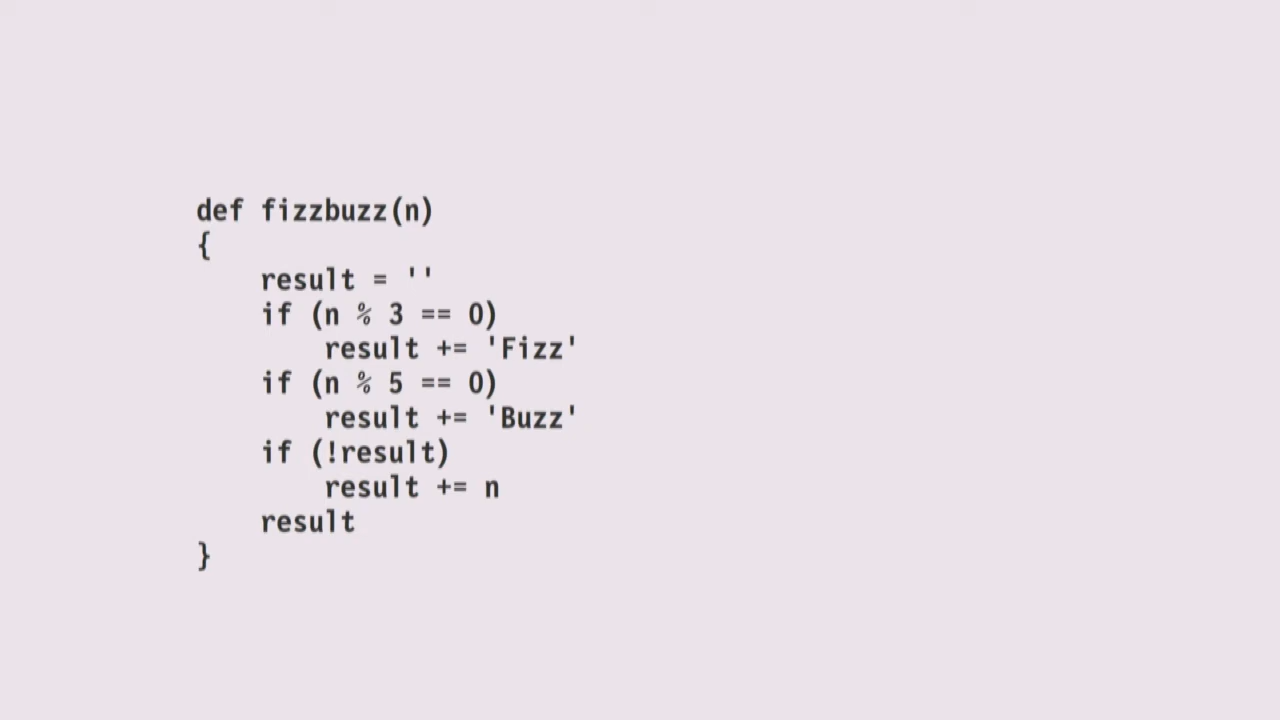 def fizzbuzz(n)
{
    result = ''
    if (n % 3 == 0)
        result += 'Fizz'
    if (n % 5 == 0)
        result += 'Buzz'
    if (!result)
        result += n
    result
}